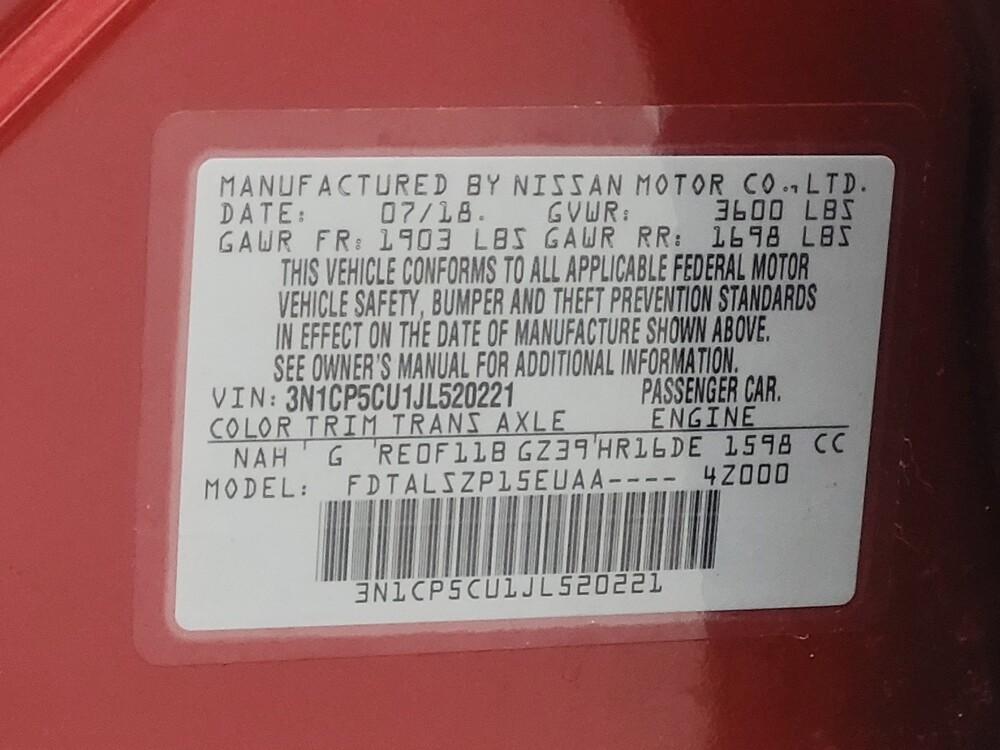 MANUFACTURED BY NISSAN MOTOR CO.,LTD.
DATE: 07/18. GVWR: 3600 LBS
GAWR FR: 1903 LBS GAWR RR: 1698 LBS
THIS VEHICLE CONFORMS TO ALL APPLICABLE FEDERAL MOTOR
VEHICLE SAFETY, BUMPER AND THEFT PREVENTION STANDARDS
IN EFFECT ON THE DATE OF MANUFACTURE SHOWN ABOVE.
SEE OWNER'S MANUAL FOR ADDITIONAL INFORMATION.
VIN: 3N1CP5CU1JL520221 PASSENGER CAR.
COLOR TRIM TRANS AXLE ENGINE
NAH ' G 'RE0F11B GZ39'HR16DE 1598 CC
MODEL: FDTALSZP15EUAA---- 4Z000
3N1CP5CU1JL520221